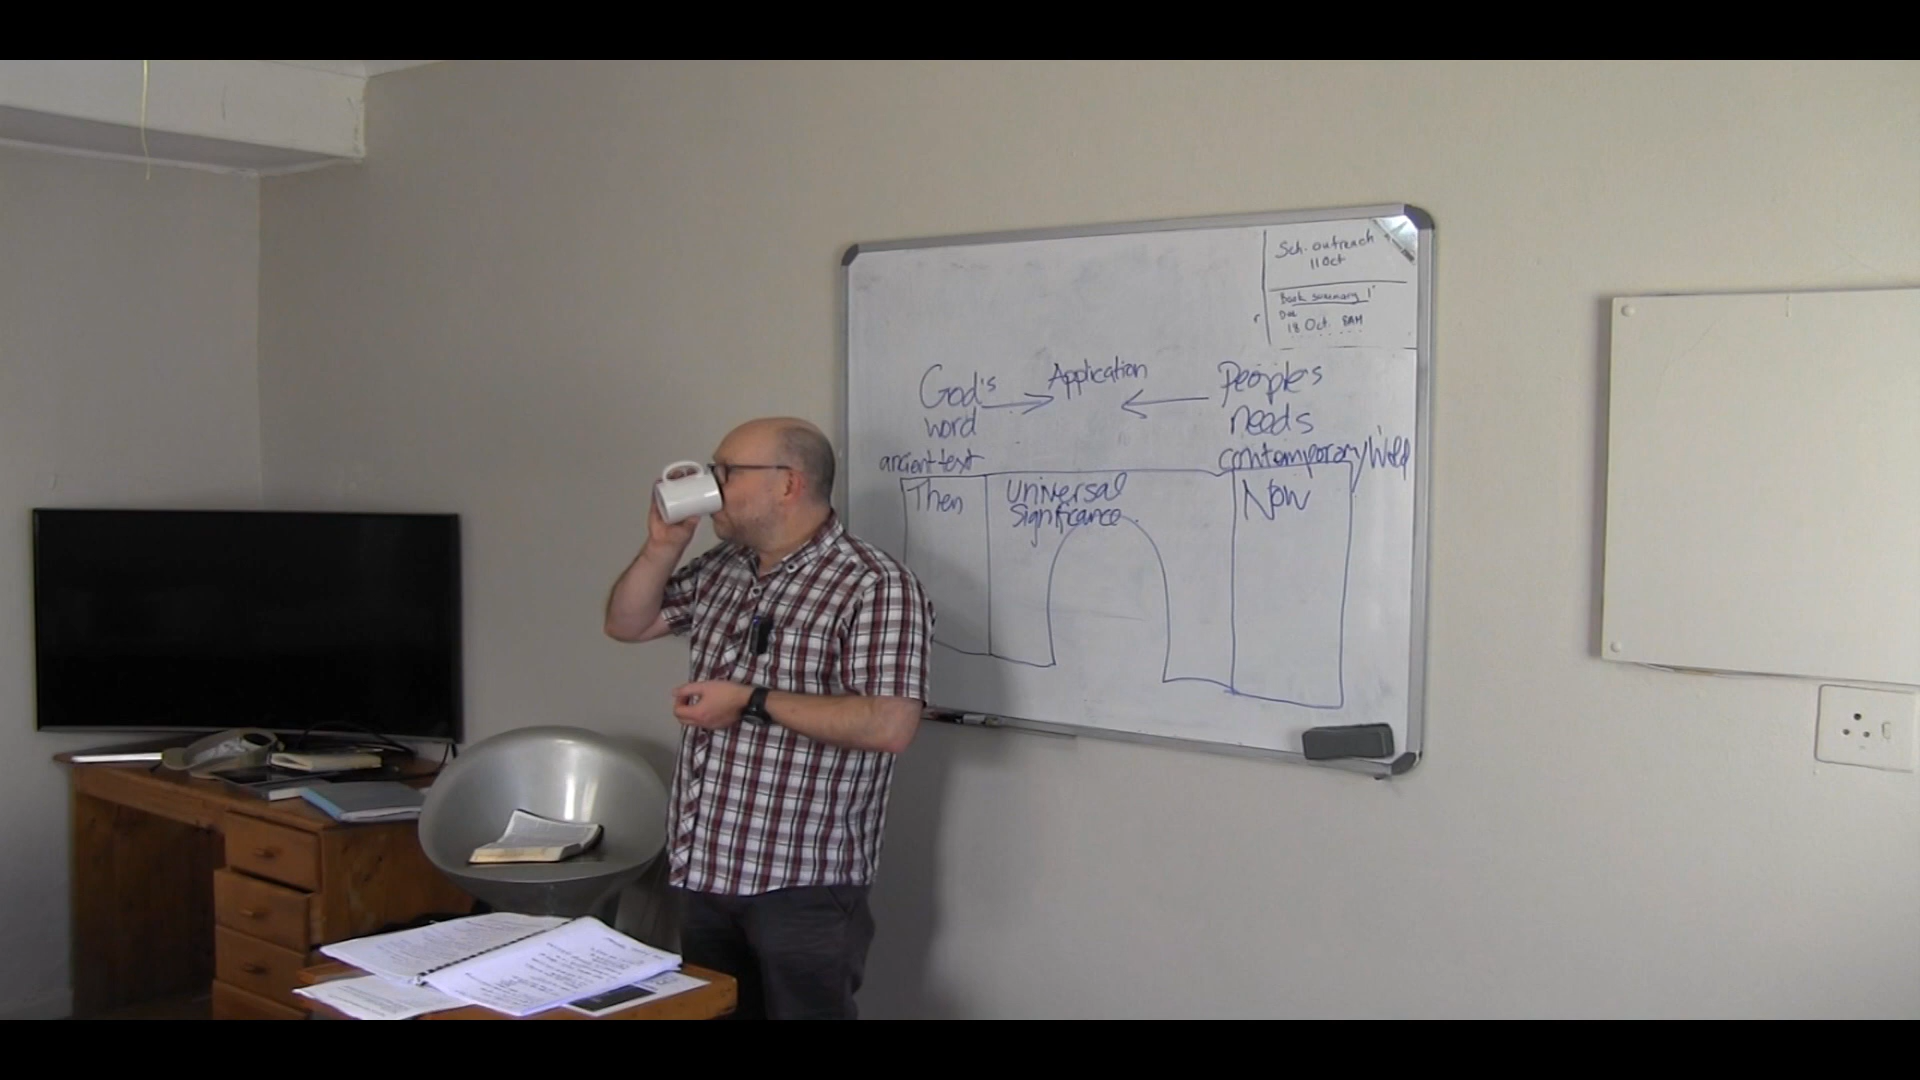 Sch. outreach
11 Oct
Book summary 1
Due
18 Oct. 8AM
God's
word
Application
People's
needs
ancient text
contemporary World
Then
Universal
Significance
Now